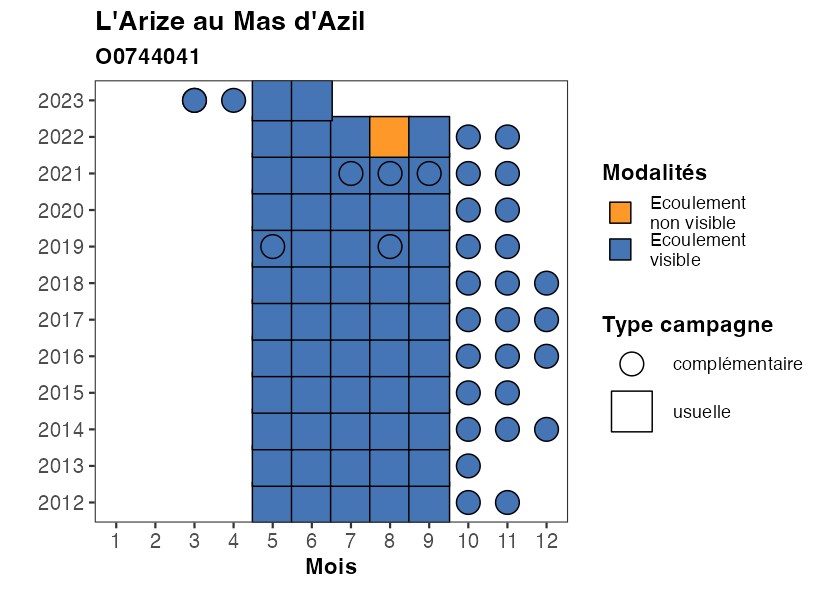 L'Arize au Mas d'Azil
O0744041
2023
2022
2021
2020
2019
2018
2017
2016
2015
2014
2013
2012
1 2 3 4 5 6 7 8 9 10 11 12
Mois
Modalités
Ecoulement
non visible
Ecoulement
visible
Type campagne
complémentaire
usuelle